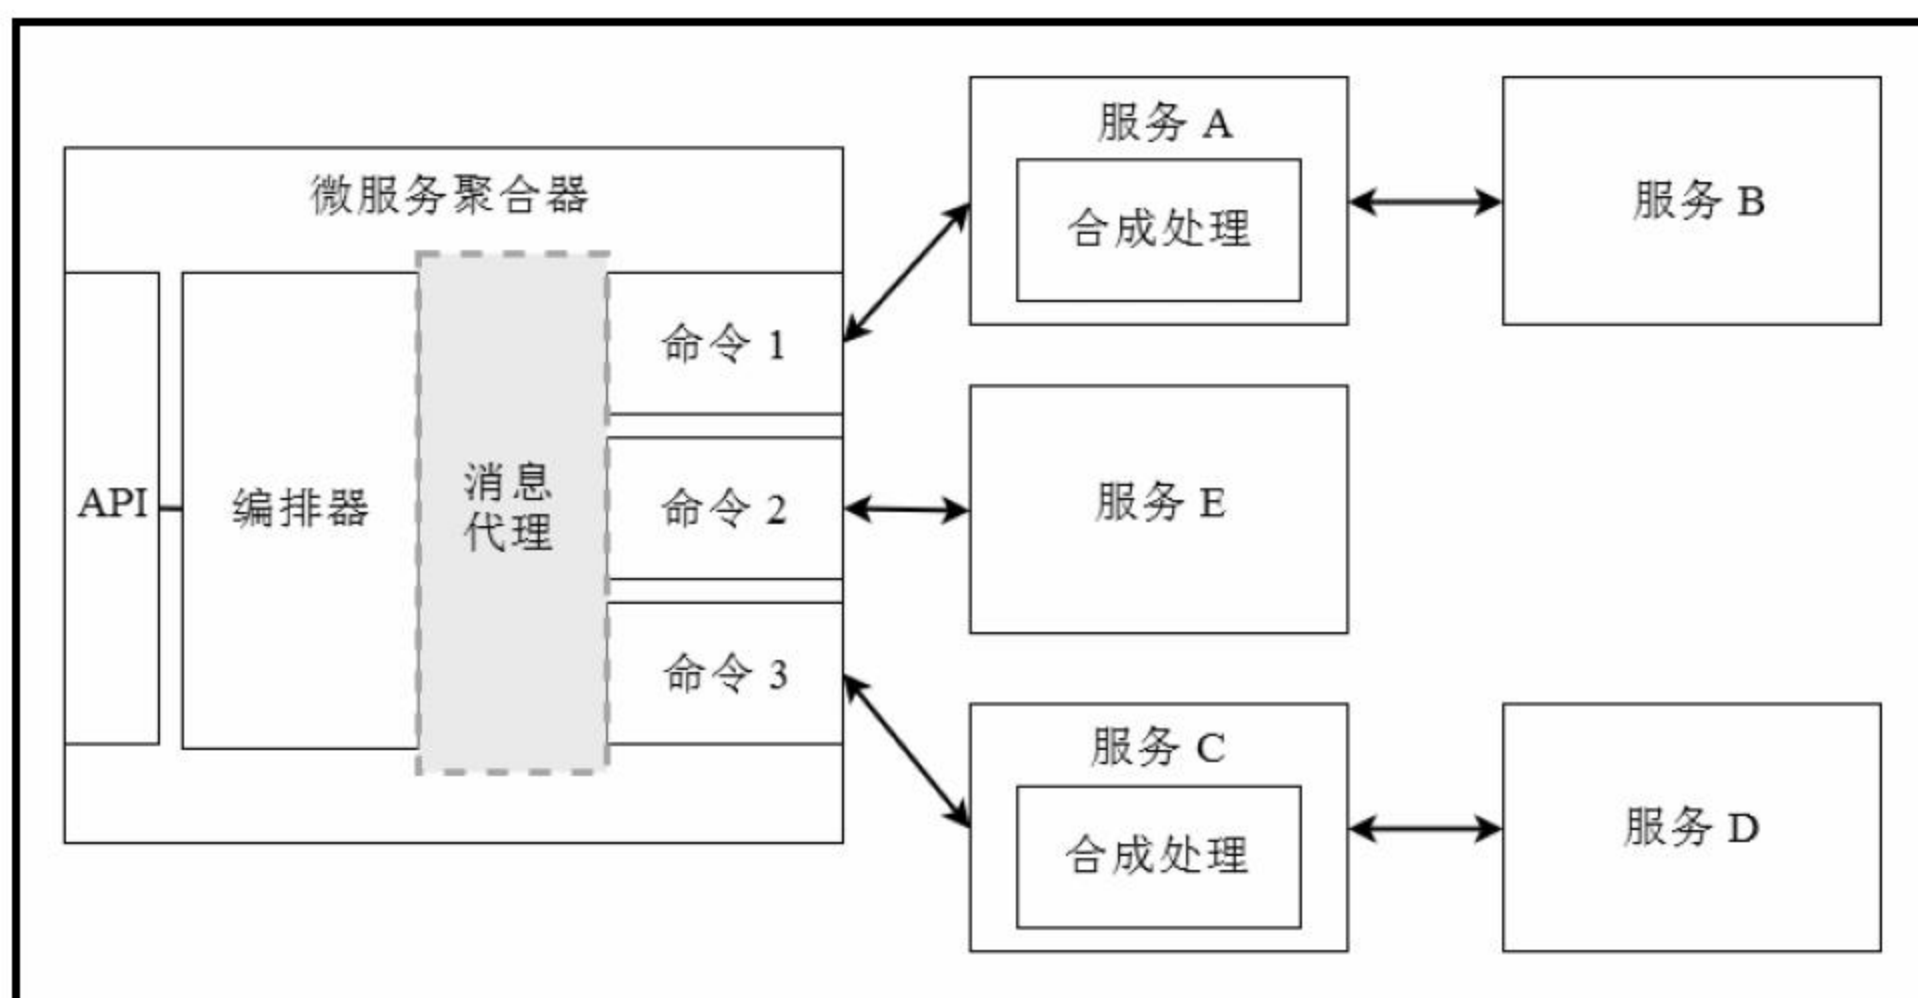 微服务聚合器
API
编排器
消息
代理
命令 1
命令 2
命令 3
服务 A
合成处理
服务 B
服务 E
服务 C
合成处理
服务 D